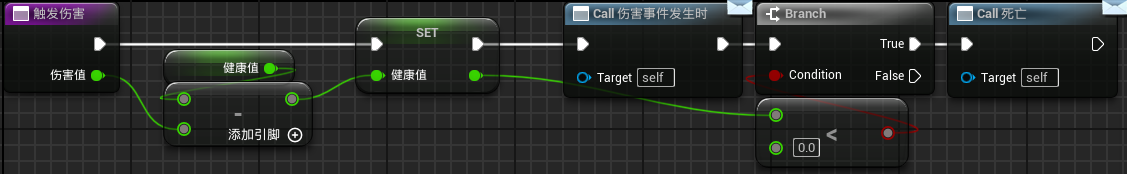 触发伤害
伤害值
健康值
-
添加引脚
SET
健康值
Call 伤害事件发生时
Target self
Branch
True
Condition False
0.0 <
Call 死亡
Target self